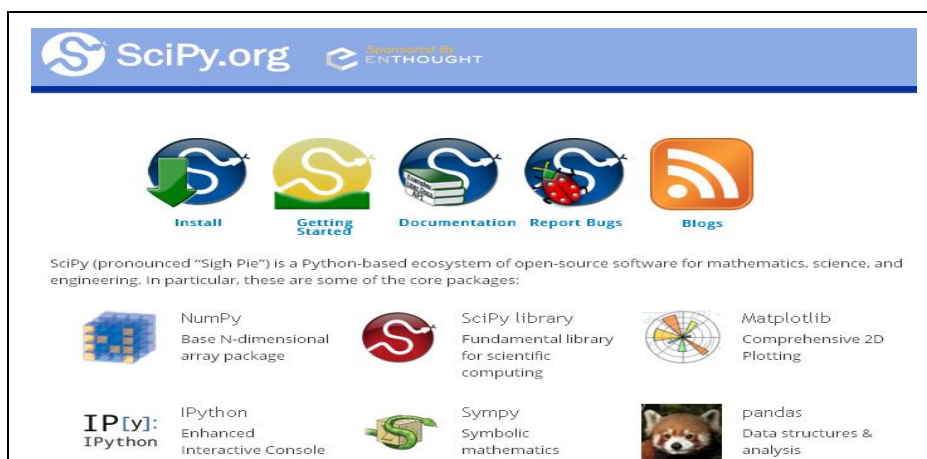 SciPy.org
Sponsored By
ENTHOUGHT
Install
Getting
Started
Documentation
Report Bugs
Blogs
SciPy (pronounced “Sigh Pie”) is a Python-based ecosystem of open-source software for mathematics, science, and
engineering. In particular, these are some of the core packages:
NumPy
Base N-dimensional
array package
SciPy library
Fundamental library
for scientific
computing
Matplotlib
Comprehensive 2D
Plotting
IP[y]:
IPython
IPython
Enhanced
Interactive Console
Sympy
Symbolic
mathematics
pandas
Data structures &
analysis